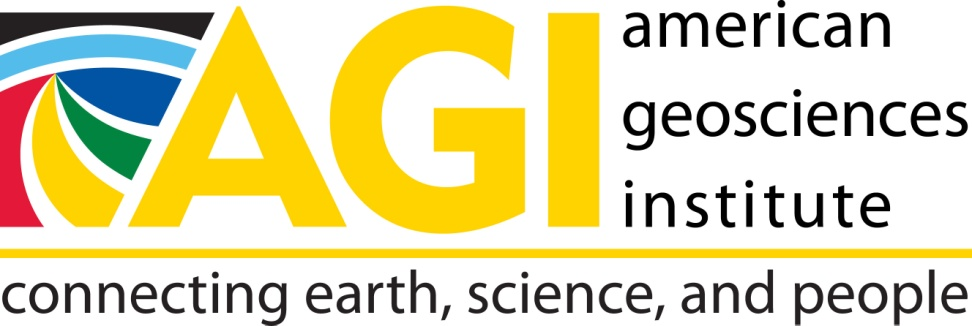 AGI
american
geosciences
institute
connecting earth, science, and people